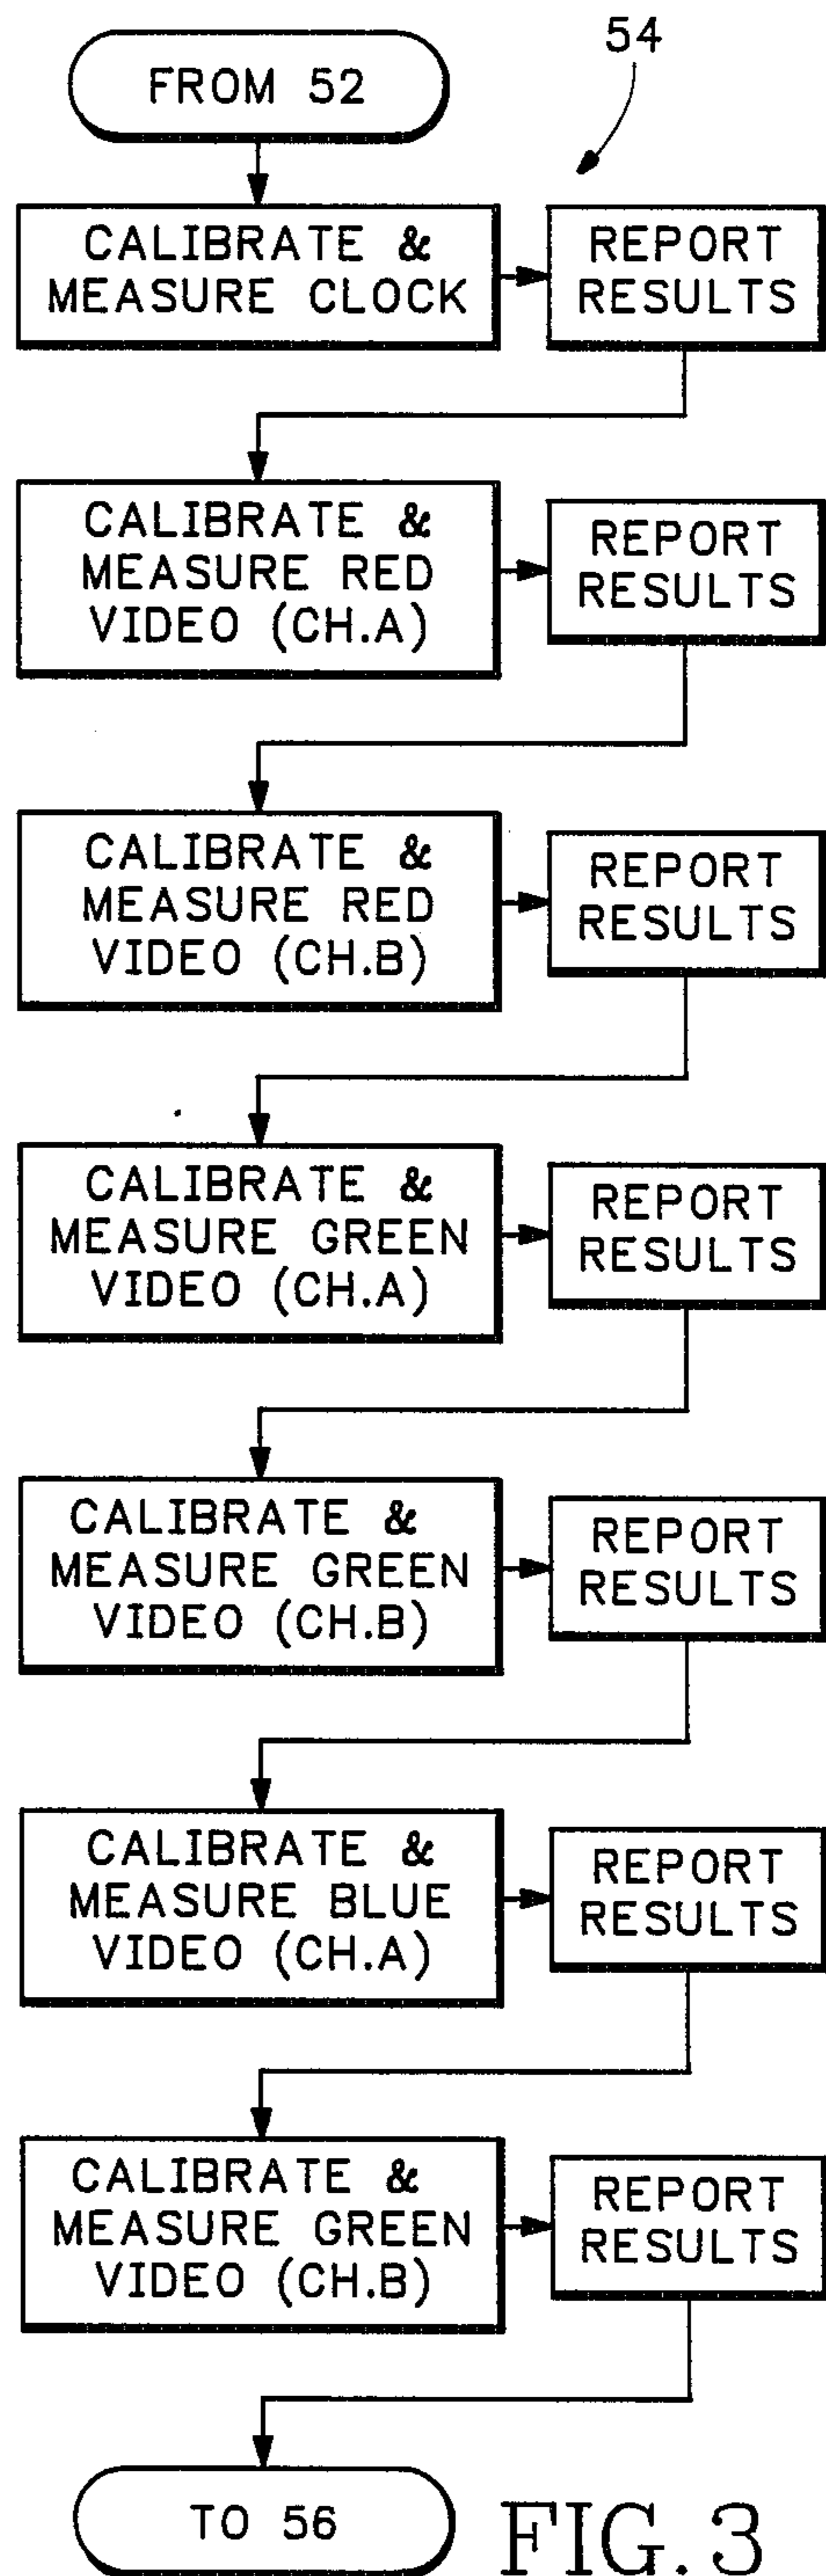 54
FROM 52
CALIBRATE &
MEASURE CLOCK
REPORT
RESULTS
CALIBRATE &
MEASURE RED
VIDEO (CH.A)
REPORT
RESULTS
CALIBRATE &
MEASURE RED
VIDEO (CH.B)
REPORT
RESULTS
CALIBRATE &
MEASURE GREEN
VIDEO (CH.A)
REPORT
RESULTS
CALIBRATE &
MEASURE GREEN
VIDEO (CH.B)
REPORT
RESULTS
CALIBRATE &
MEASURE BLUE
VIDEO (CH.A)
REPORT
RESULTS
CALIBRATE &
MEASURE GREEN
VIDEO (CH.B)
REPORT
RESULTS
TO 56
FIG.3